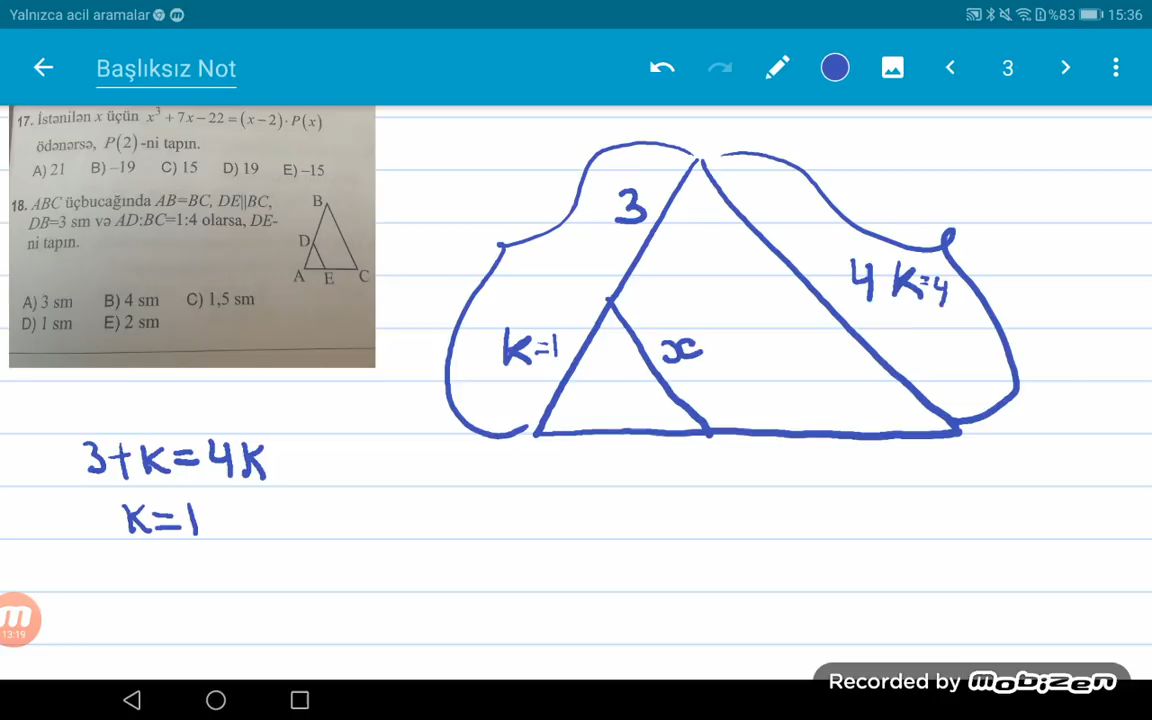 Yalnızca acil aramalar
%83 15:36
Başlıksız Not
3
17. İstənilən x üçün x³ + 7x − 22 = (x − 2) · P(x)
ödənərsə, P(2) -ni tapın.
A) 21 B) −19 C) 15 D) 19 E) −15
18. ABC üçbucağında AB=BC, DE||BC,
DB=3 sm və AD:BC=1:4 olarsa, DE-
ni tapın.
B
D
A E C
A) 3 sm B) 4 sm C) 1,5 sm
D) 1 sm E) 2 sm
3
4 K=4
K=1
x
3+K=4K
K=1
13:19
Recorded by mobizen